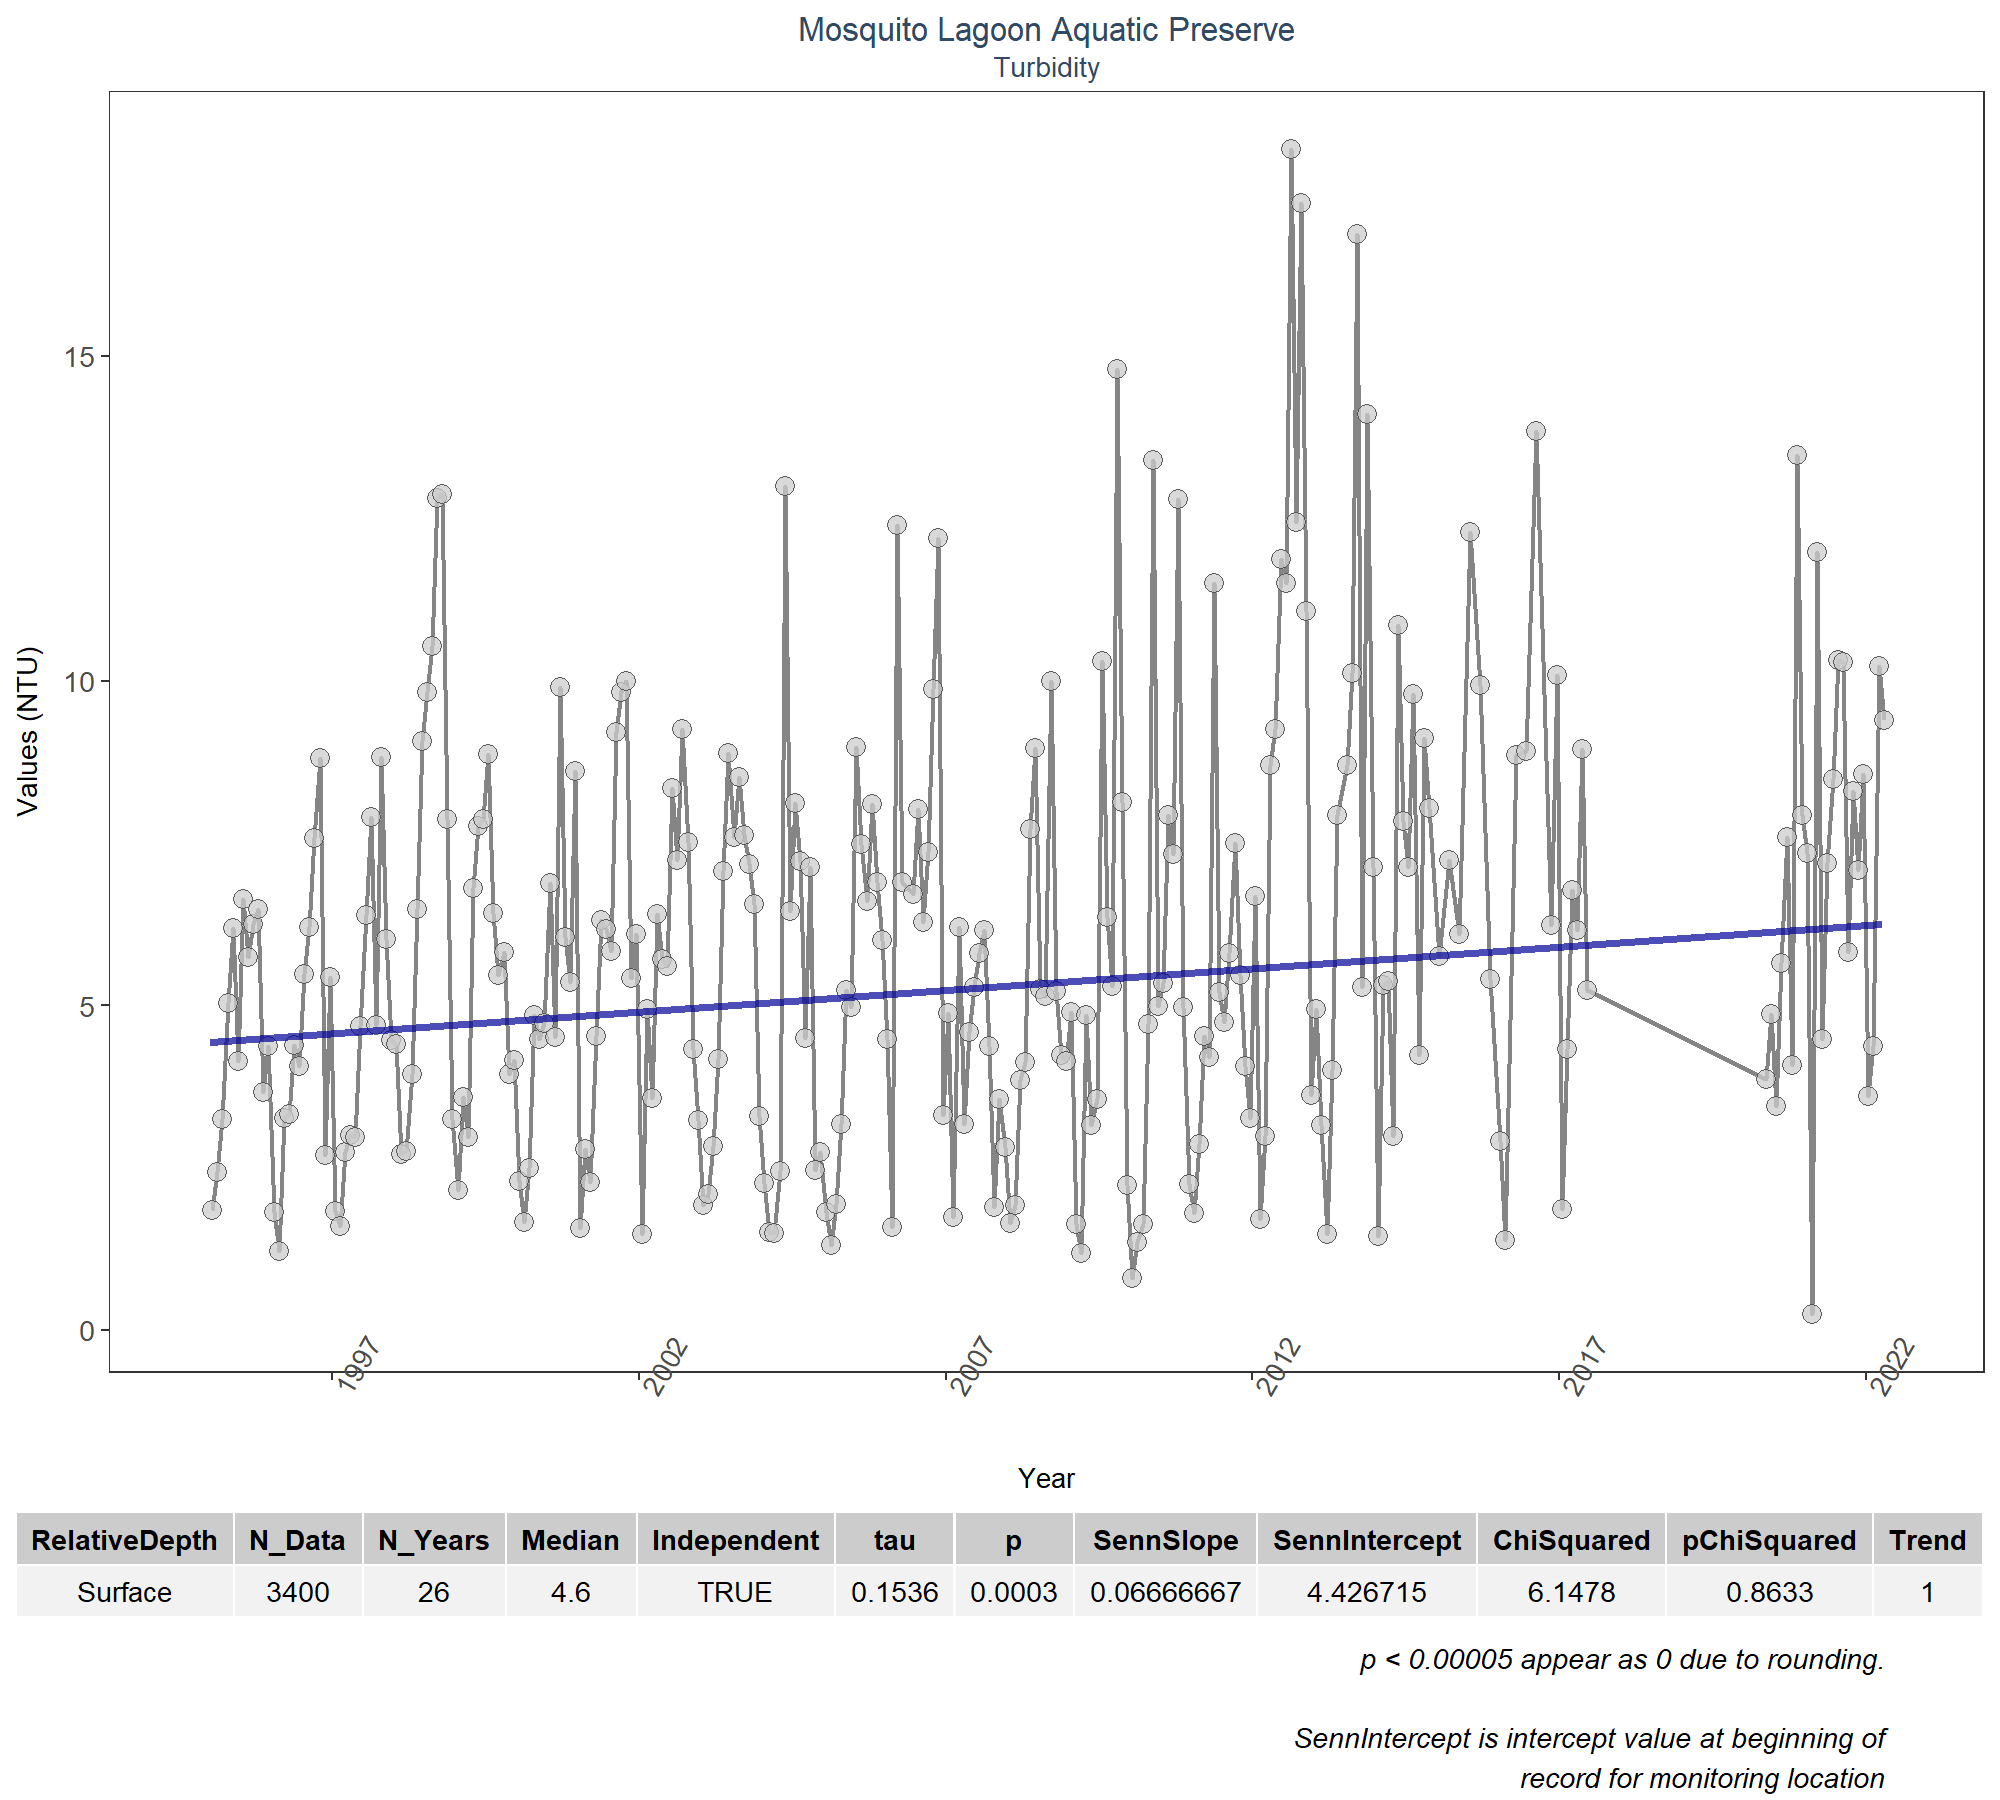 Mosquito Lagoon Aquatic Preserve
Turbidity
Values (NTU)
15
10
5
0
1997 2002 2007 2012 2017 2022
Year
RelativeDepth N_Data N_Years Median Independent tau p SennSlope SennIntercept ChiSquared pChiSquared Trend
Surface 3400 26 4.6 TRUE 0.1536 0.0003 0.06666667 4.426715 6.1478 0.8633 1
p < 0.00005 appear as 0 due to rounding.
SennIntercept is intercept value at beginning of
record for monitoring location